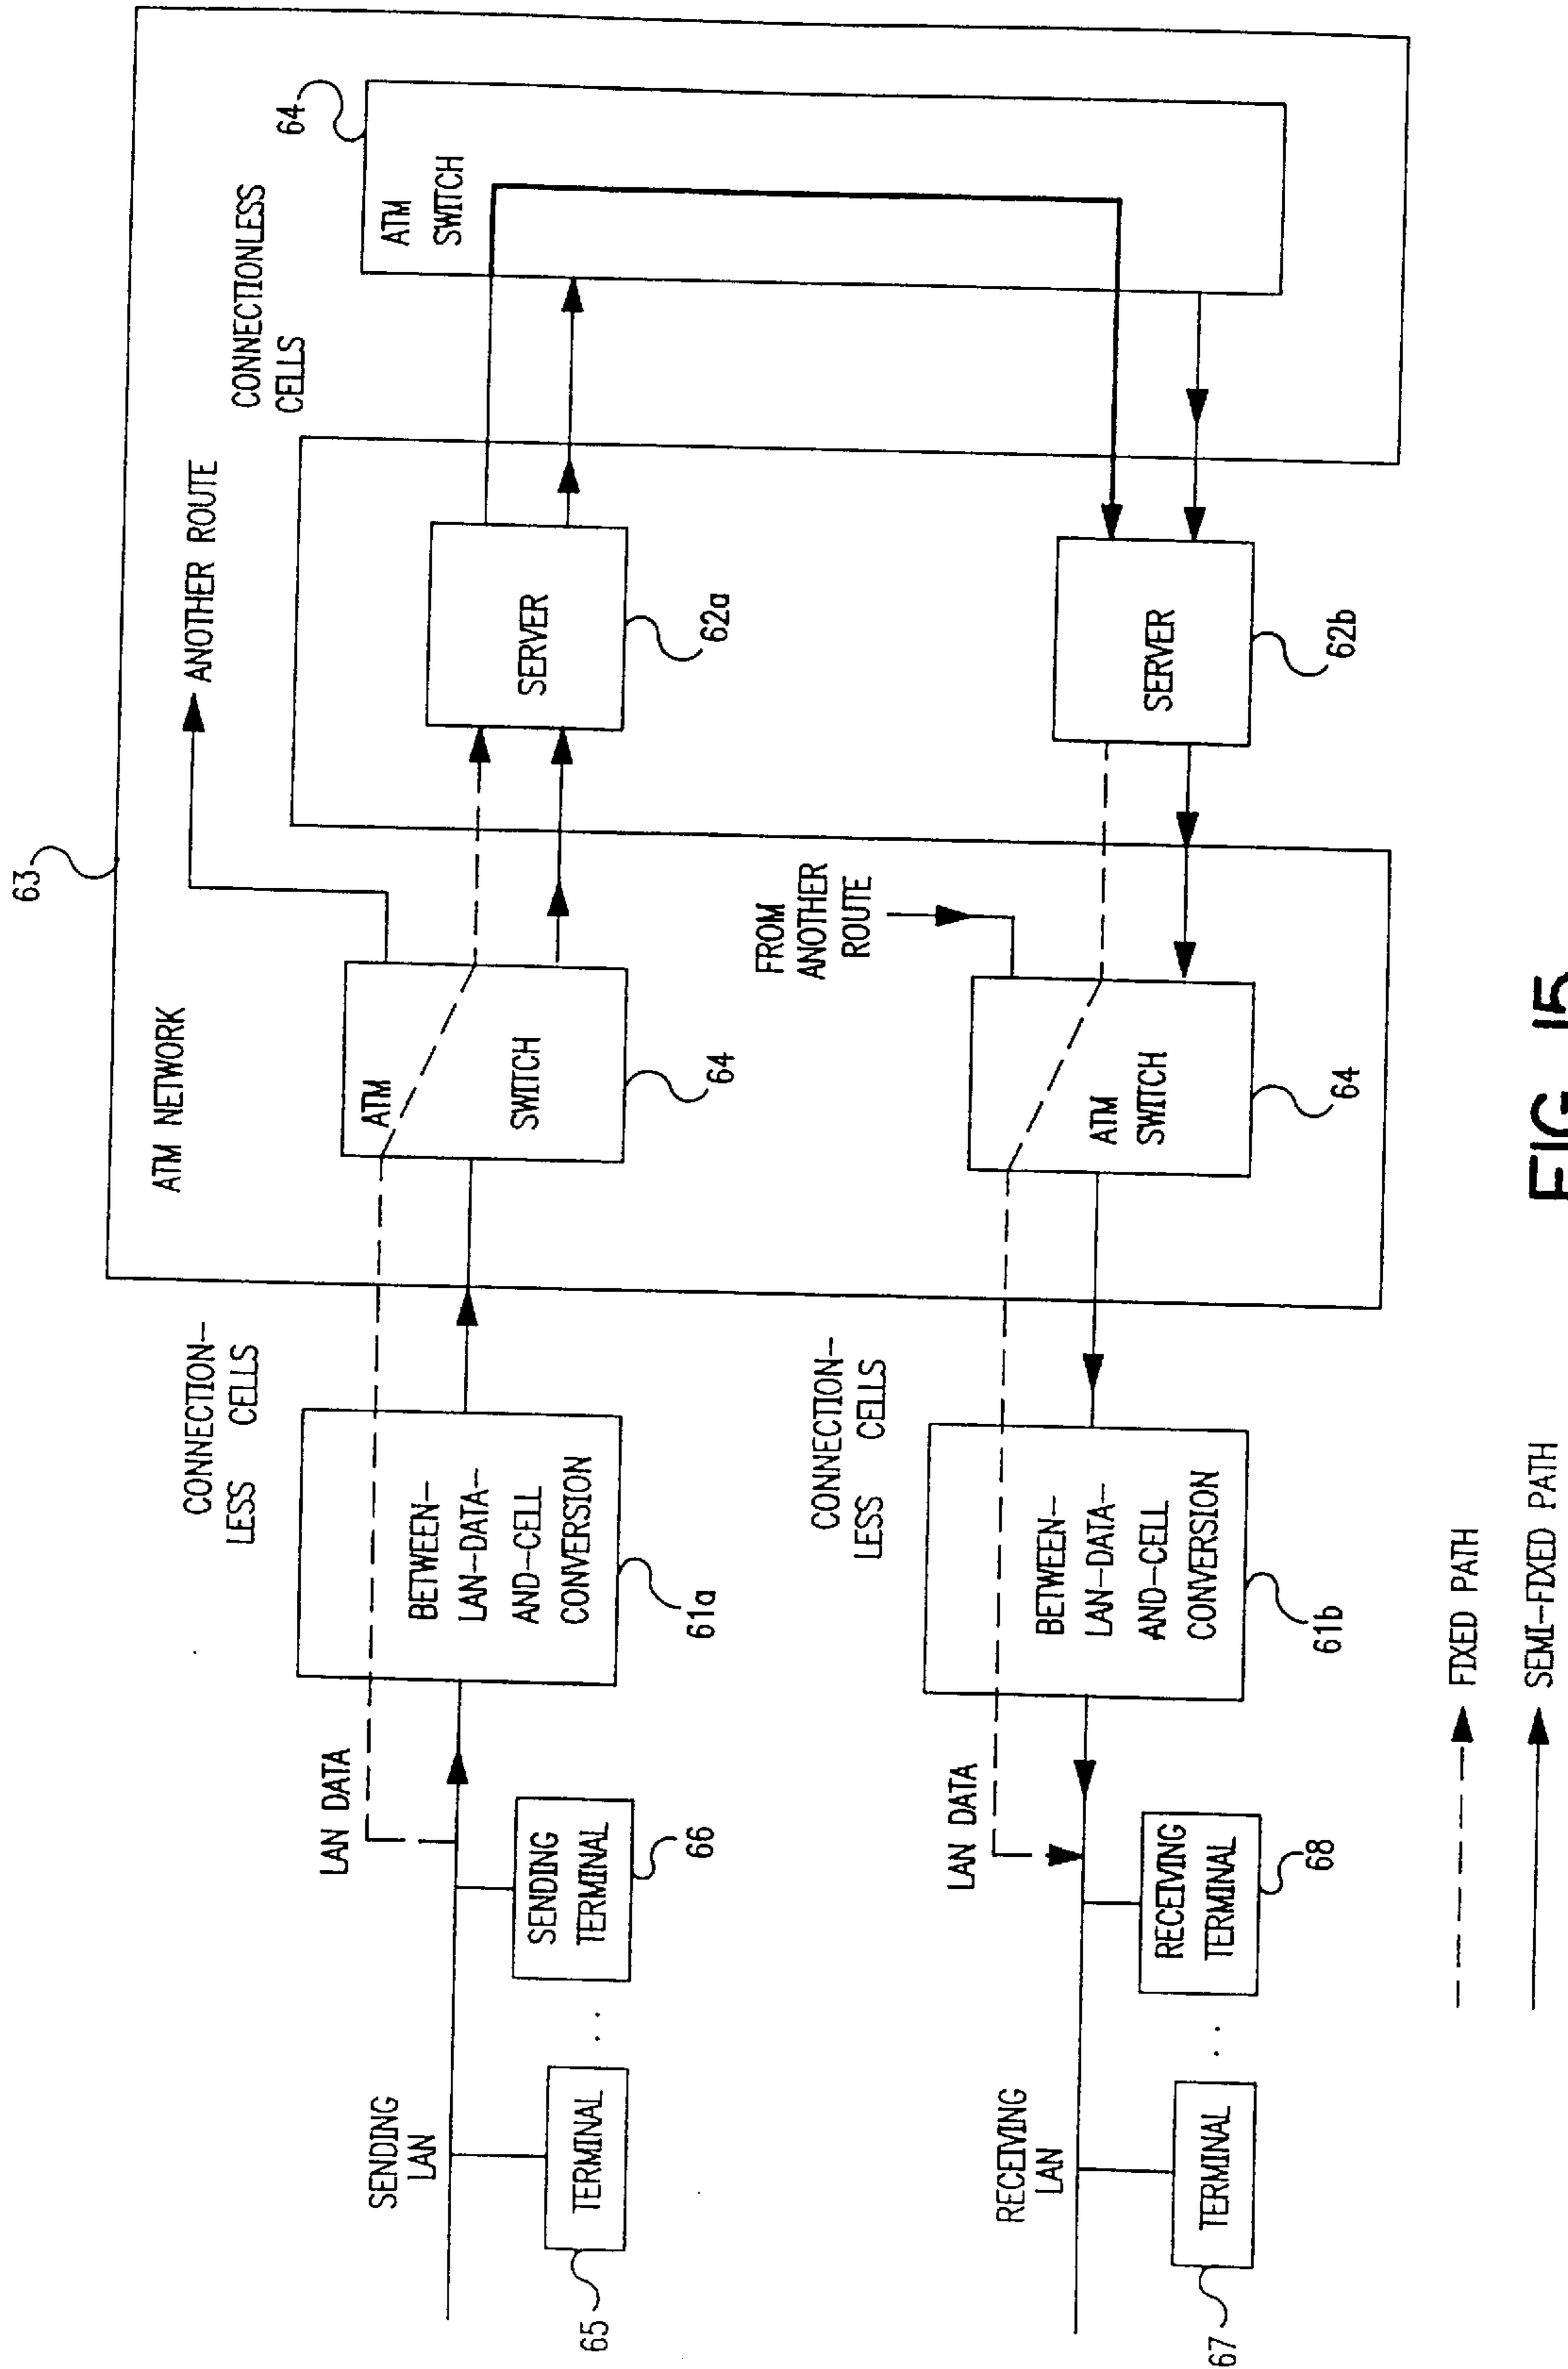 63
ATM NETWORK
ANOTHER ROUTE
CONNECTIONLESS
CELLS
64
ATM
SWITCH
SENDING
LAN
LAN DATA
CONNECTION-
LESS CELLS
BETWEEN-
LAN-DATA-
AND-CELL
CONVERSION
61a
ATM
SWITCH
64
SERVER
62a
TERMINAL
65
SENDING
TERMINAL
66
RECEIVING
LAN
LAN DATA
CONNECTION-
LESS CELLS
BETWEEN-
LAN-DATA-
AND-CELL
CONVERSION
61b
FROM
ANOTHER
ROUTE
ATM
SWITCH
64
SERVER
62b
TERMINAL
67
RECEIVING
TERMINAL
68
FIXED PATH
SEMI-FIXED PATH
FIG. 15